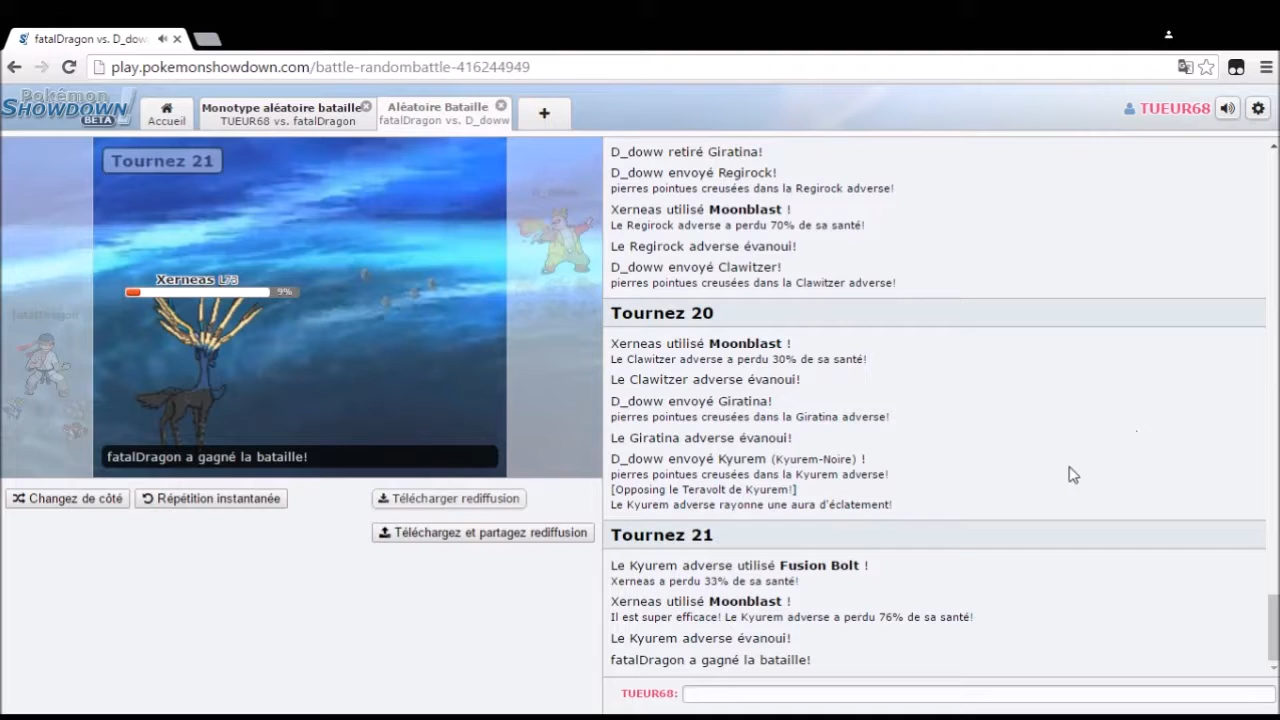 fatalDragon vs. D_dow
play.pokemonshowdown.com/battle-randombattle-416244949
Pokémon
SHOWDOWN!
BETA
Accueil
Monotype aléatoire bataille
TUEUR68 vs. fatalDragon
Aléatoire Bataille
fatalDragon vs. D_doww
TUEUR68
Tournez 21
fatalDragon
Xerneas L73
9%
fatalDragon a gagné la bataille!
Changez de côté
Répétition instantanée
Télécharger rediffusion
Téléchargez et partagez rediffusion
D_doww retiré Giratina!
D_doww envoyé Regirock!
pierres pointues creusées dans la Regirock adverse!
Xerneas utilisé Moonblast !
Le Regirock adverse a perdu 70% de sa santé!
Le Regirock adverse évanoui!
D_doww envoyé Clawitzer!
pierres pointues creusées dans la Clawitzer adverse!
Tournez 20
Xerneas utilisé Moonblast !
Le Clawitzer adverse a perdu 30% de sa santé!
Le Clawitzer adverse évanoui!
D_doww envoyé Giratina!
pierres pointues creusées dans la Giratina adverse!
Le Giratina adverse évanoui!
D_doww envoyé Kyurem (Kyurem-Noire) !
pierres pointues creusées dans la Kyurem adverse!
[Opposing le Teravolt de Kyurem!]
Le Kyurem adverse rayonne une aura d'éclatement!
Tournez 21
Le Kyurem adverse utilisé Fusion Bolt !
Xerneas a perdu 33% de sa santé!
Xerneas utilisé Moonblast !
Il est super efficace! Le Kyurem adverse a perdu 76% de sa santé!
Le Kyurem adverse évanoui!
fatalDragon a gagné la bataille!
TUEUR68: